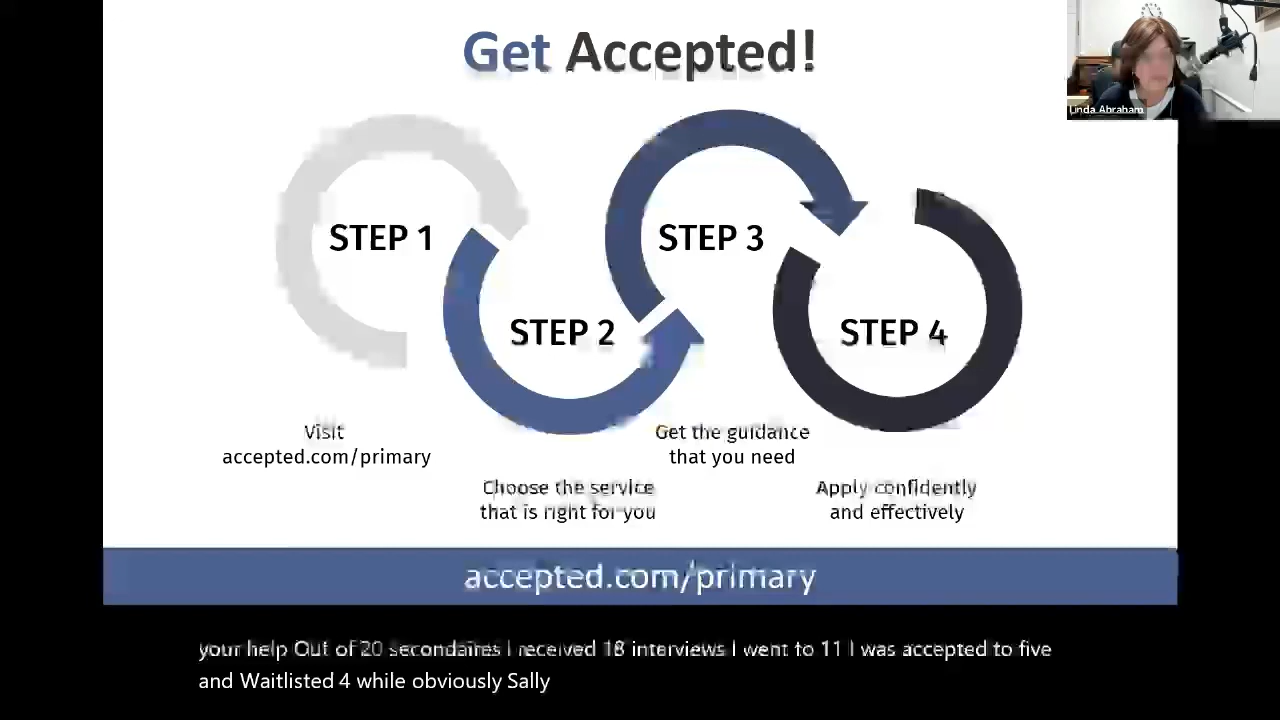 Get Accepted!
Linda Abraham
STEP 1
STEP 3
STEP 2
STEP 4
Visit
accepted.com/primary
Get the guidance
that you need
Choose the service
that is right for you
Apply confidently
and effectively
accepted.com/primary
your help Out of 20 secondaires I received 18 interviews I went to 11 I was accepted to five
and Waitlisted 4 while obviously Sally